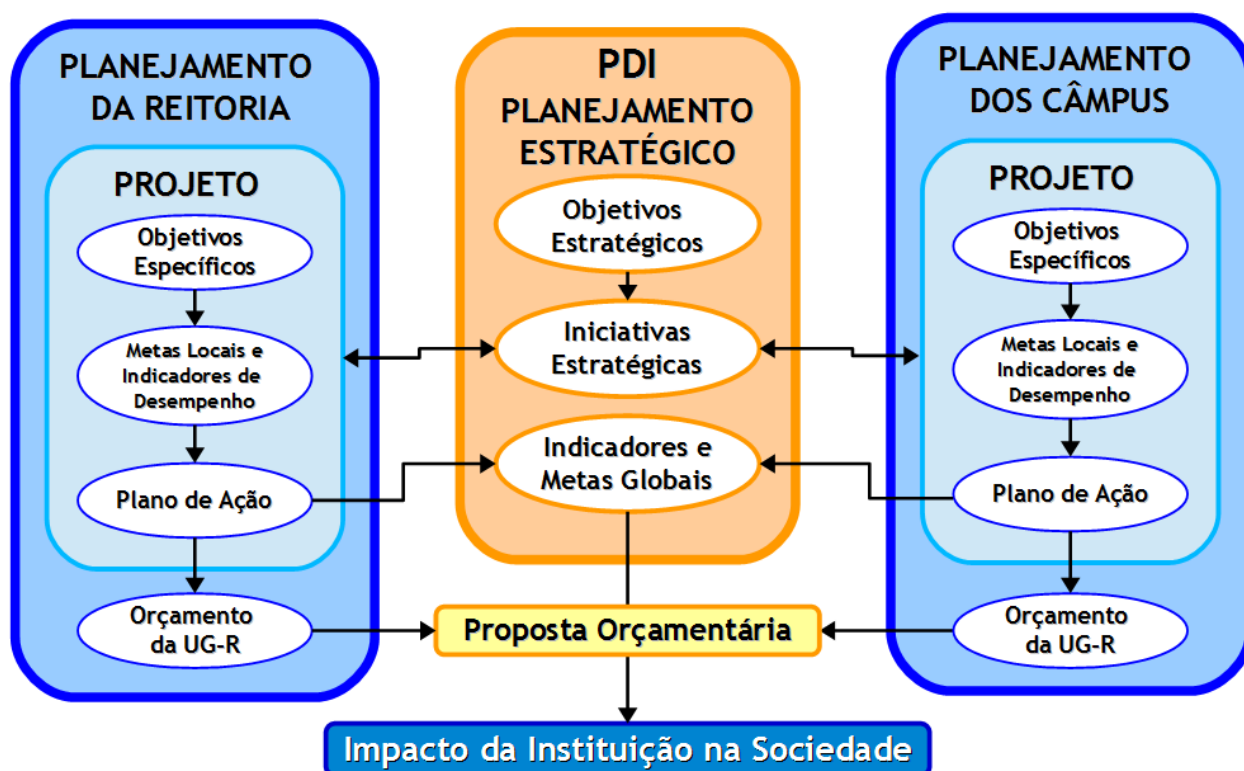 PLANEJAMENTO
DA REITORIA
PROJETO
Objetivos
Específicos
Metas Locais e
Indicadores de
Desempenho
Plano de Ação
Orçamento
da UG-R
PDI
PLANEJAMENTO
ESTRATÉGICO
Objetivos
Estratégicos
Iniciativas
Estratégicas
Indicadores e
Metas Globais
PLANEJAMENTO
DOS CÂMPUS
PROJETO
Objetivos
Específicos
Metas Locais e
Indicadores de
Desempenho
Plano de Ação
Orçamento
da UG-R
Proposta Orçamentária
Impacto da Instituição na Sociedade